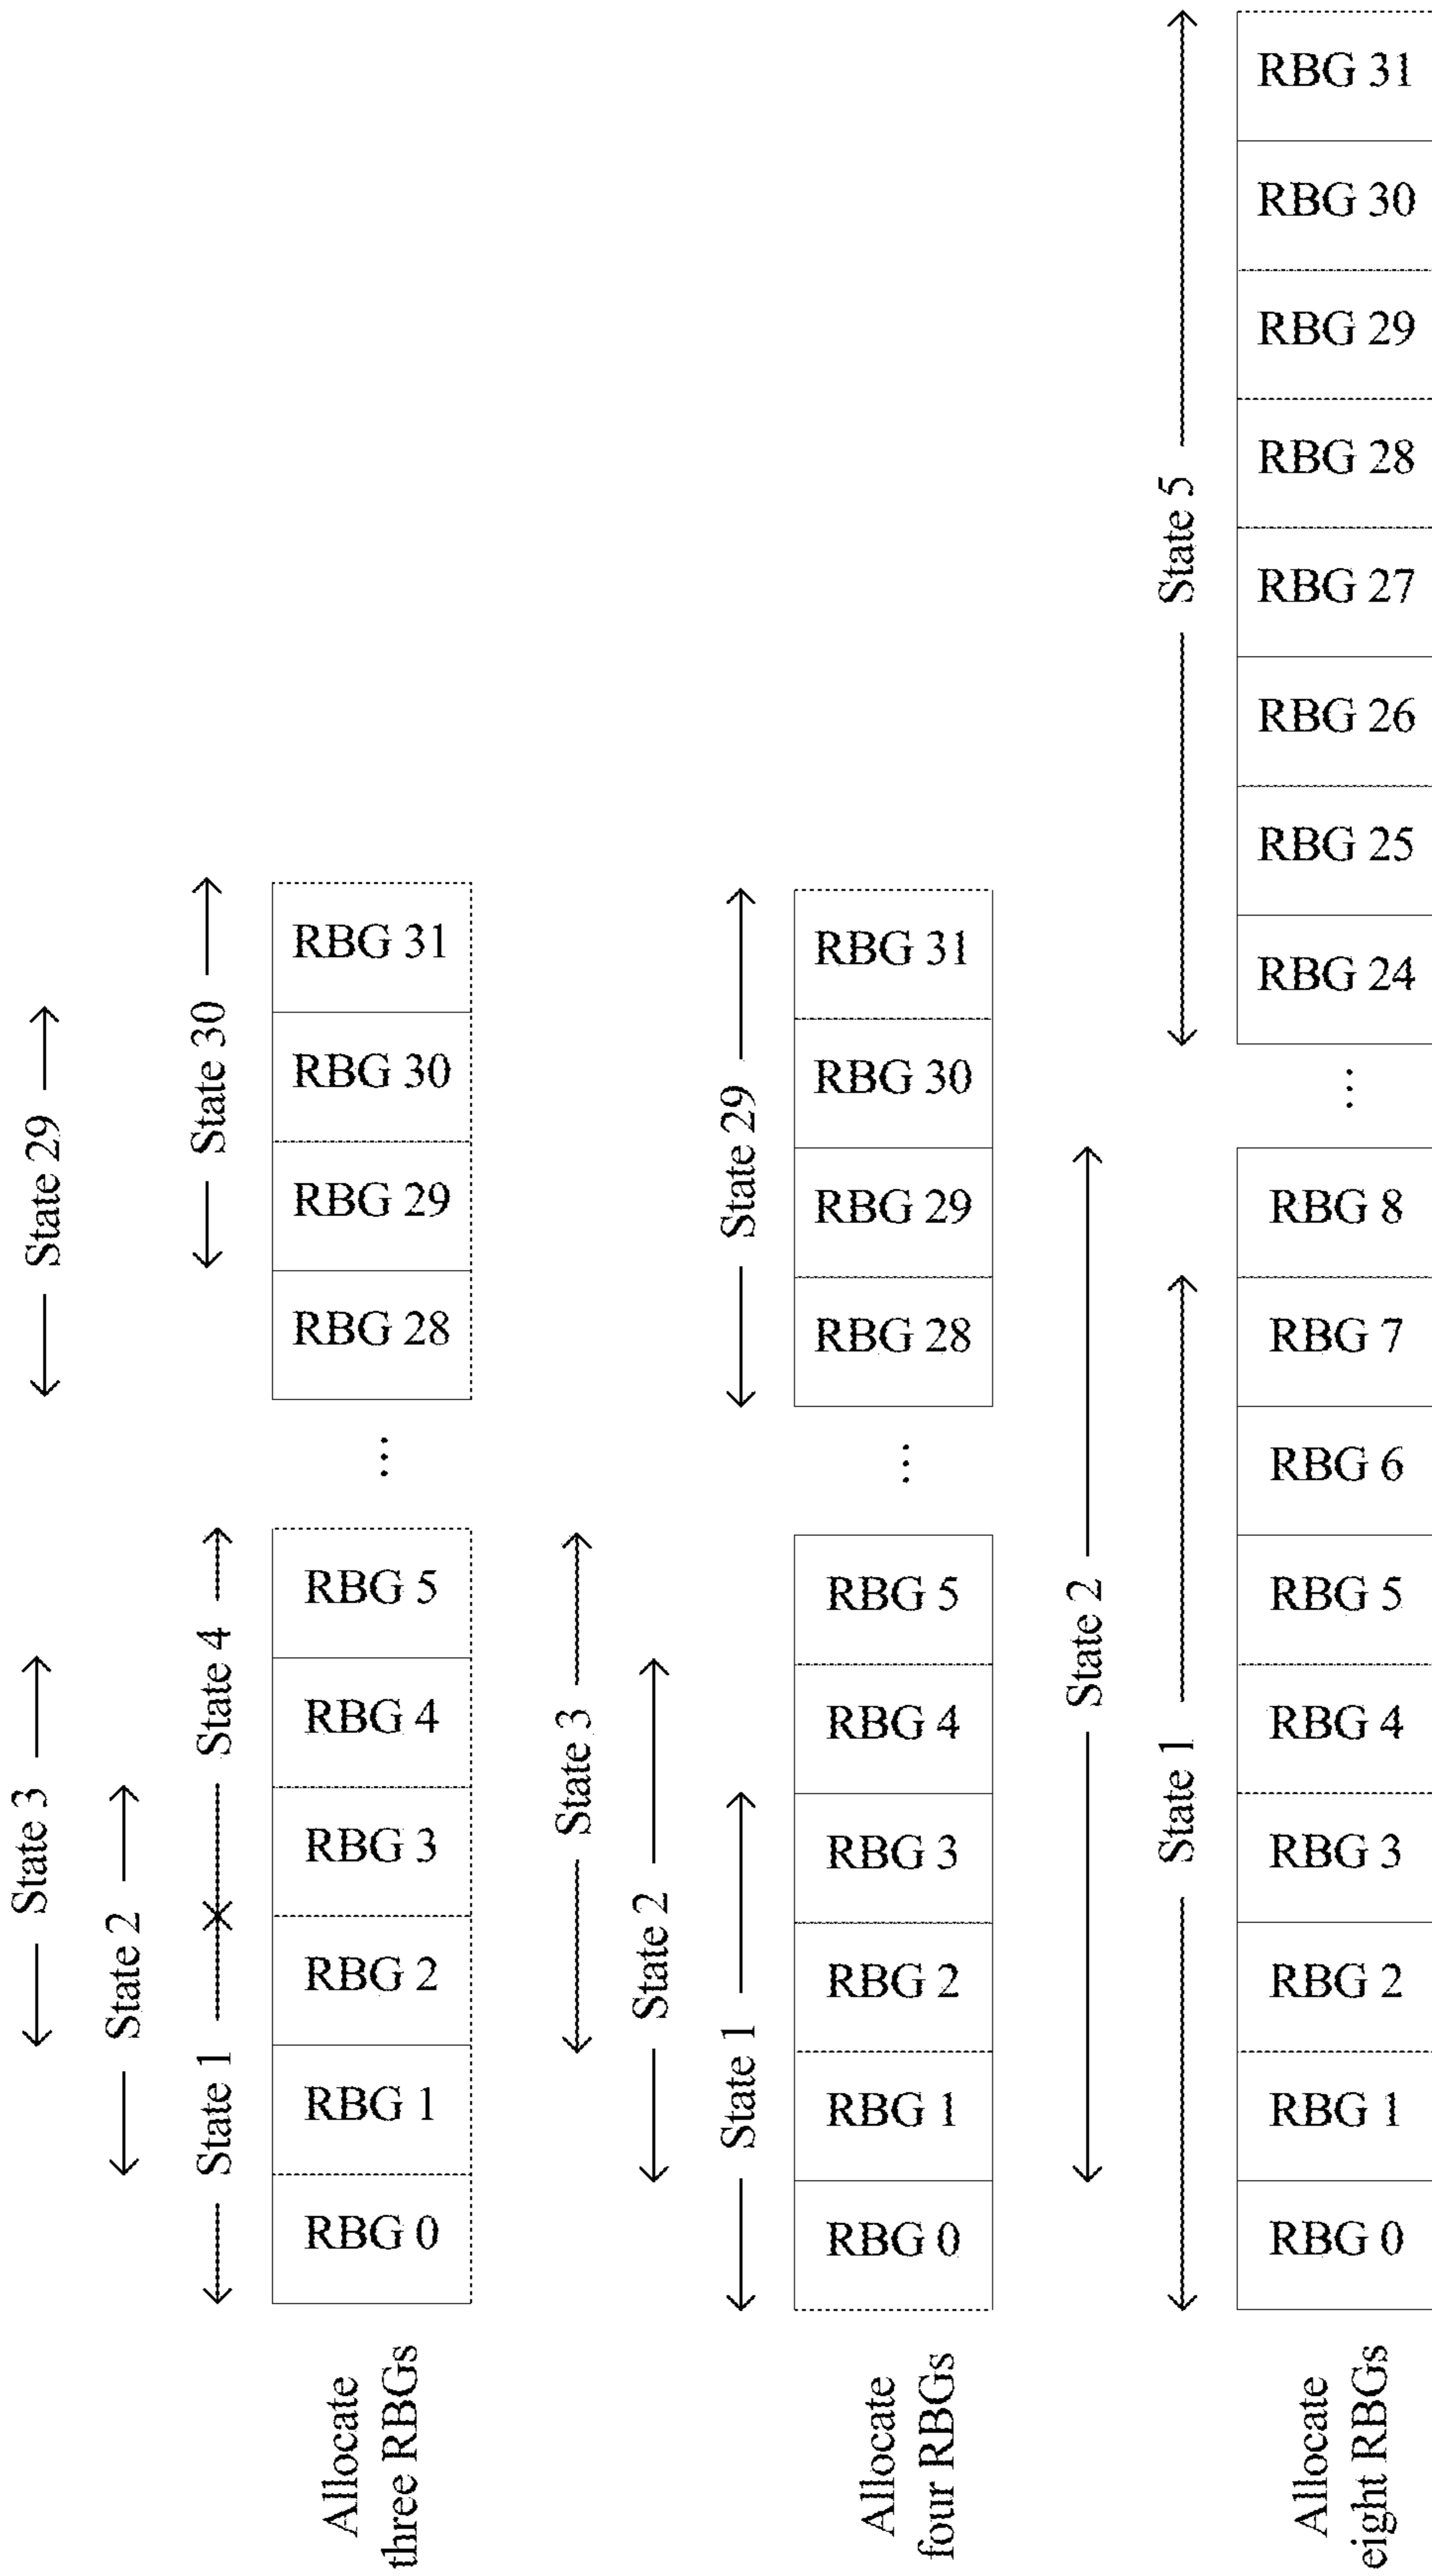 State 3
State 29
State 2
State 1
State 4
State 30
Allocate
three RBGs
RBG 0
RBG 1
RBG 2
RBG 3
RBG 4
RBG 5
...
RBG 28
RBG 29
RBG 30
RBG 31
State 3
State 2
State 1
State 29
Allocate
four RBGs
RBG 0
RBG 1
RBG 2
RBG 3
RBG 4
RBG 5
...
RBG 28
RBG 29
RBG 30
RBG 31
State 2
State 1
State 5
Allocate
eight RBGs
RBG 0
RBG 1
RBG 2
RBG 3
RBG 4
RBG 5
RBG 6
RBG 7
RBG 8
...
RBG 24
RBG 25
RBG 26
RBG 27
RBG 28
RBG 29
RBG 30
RBG 31